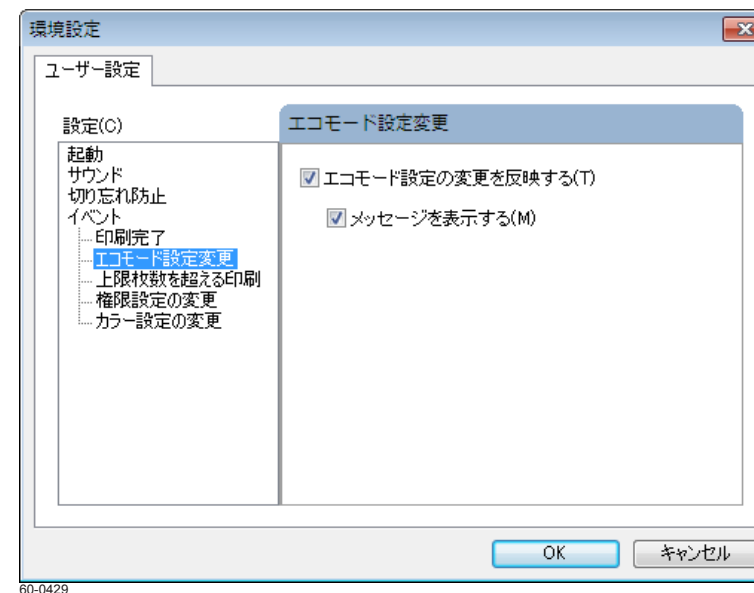 環境設定
ユーザー設定
設定(C)
起動
サウンド
切り忘れ防止
イベント
印刷完了
エコモード設定変更
上限枚数を超える印刷
権限設定の変更
カラー設定の変更
エコモード設定変更
エコモード設定の変更を反映する(T)
メッセージを表示する(M)
OK
キャンセル
60-0429